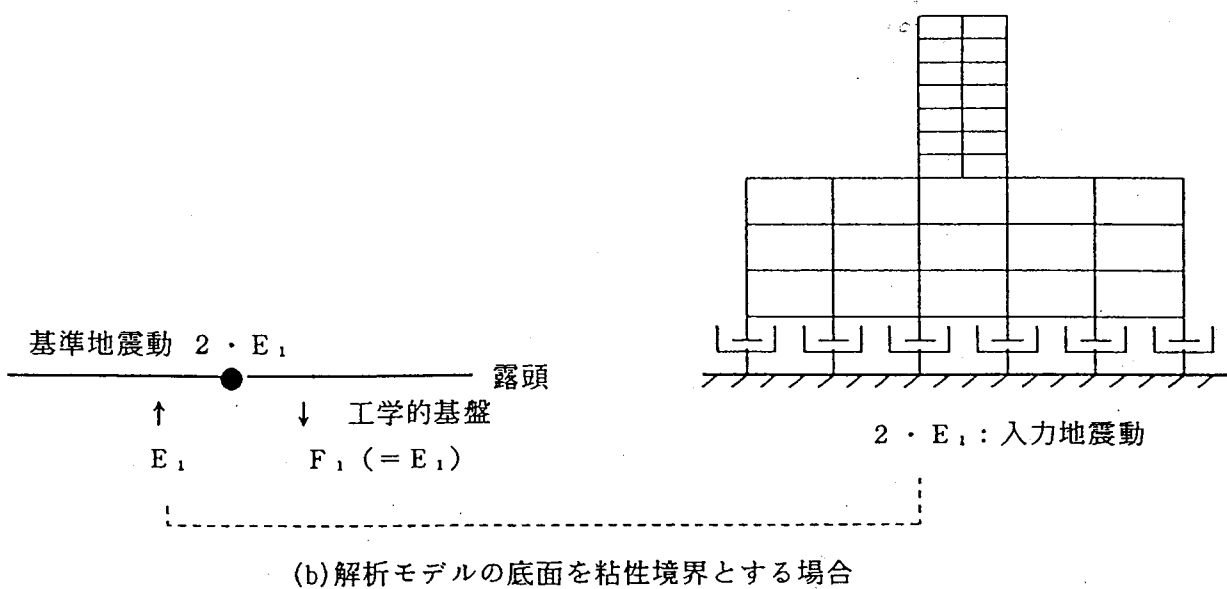 基準地震動 2・E₁
露頭
↑ ↓ 工学的基盤
E₁ F₁(=E₁)
2・E₁:入力地震動
(b)解析モデルの底面を粘性境界とする場合